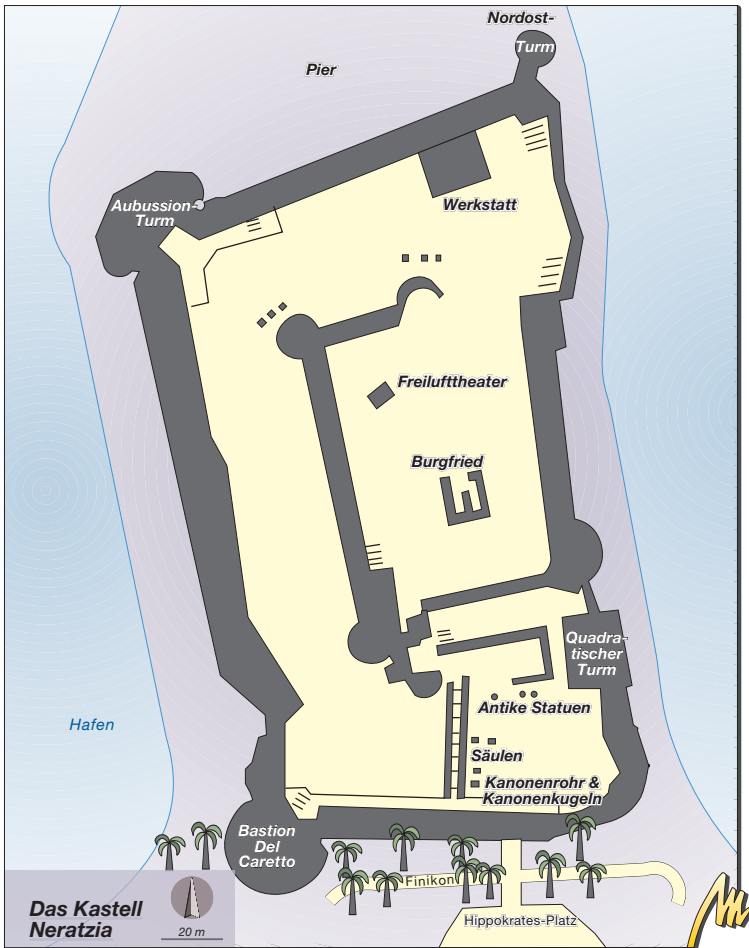 Nordost-
Turm
Pier
Aubussion-
Turm
Werkstatt
Freilufttheater
Burgfried
Quadra-
tischer
Turm
Antike Statuen
Hafen
Säulen
Kanonenrohr &
Kanonenkugeln
Bastion
Del
Caretto
Finikon
Hippokrates-Platz
Das Kastell
Neratzia
20 m